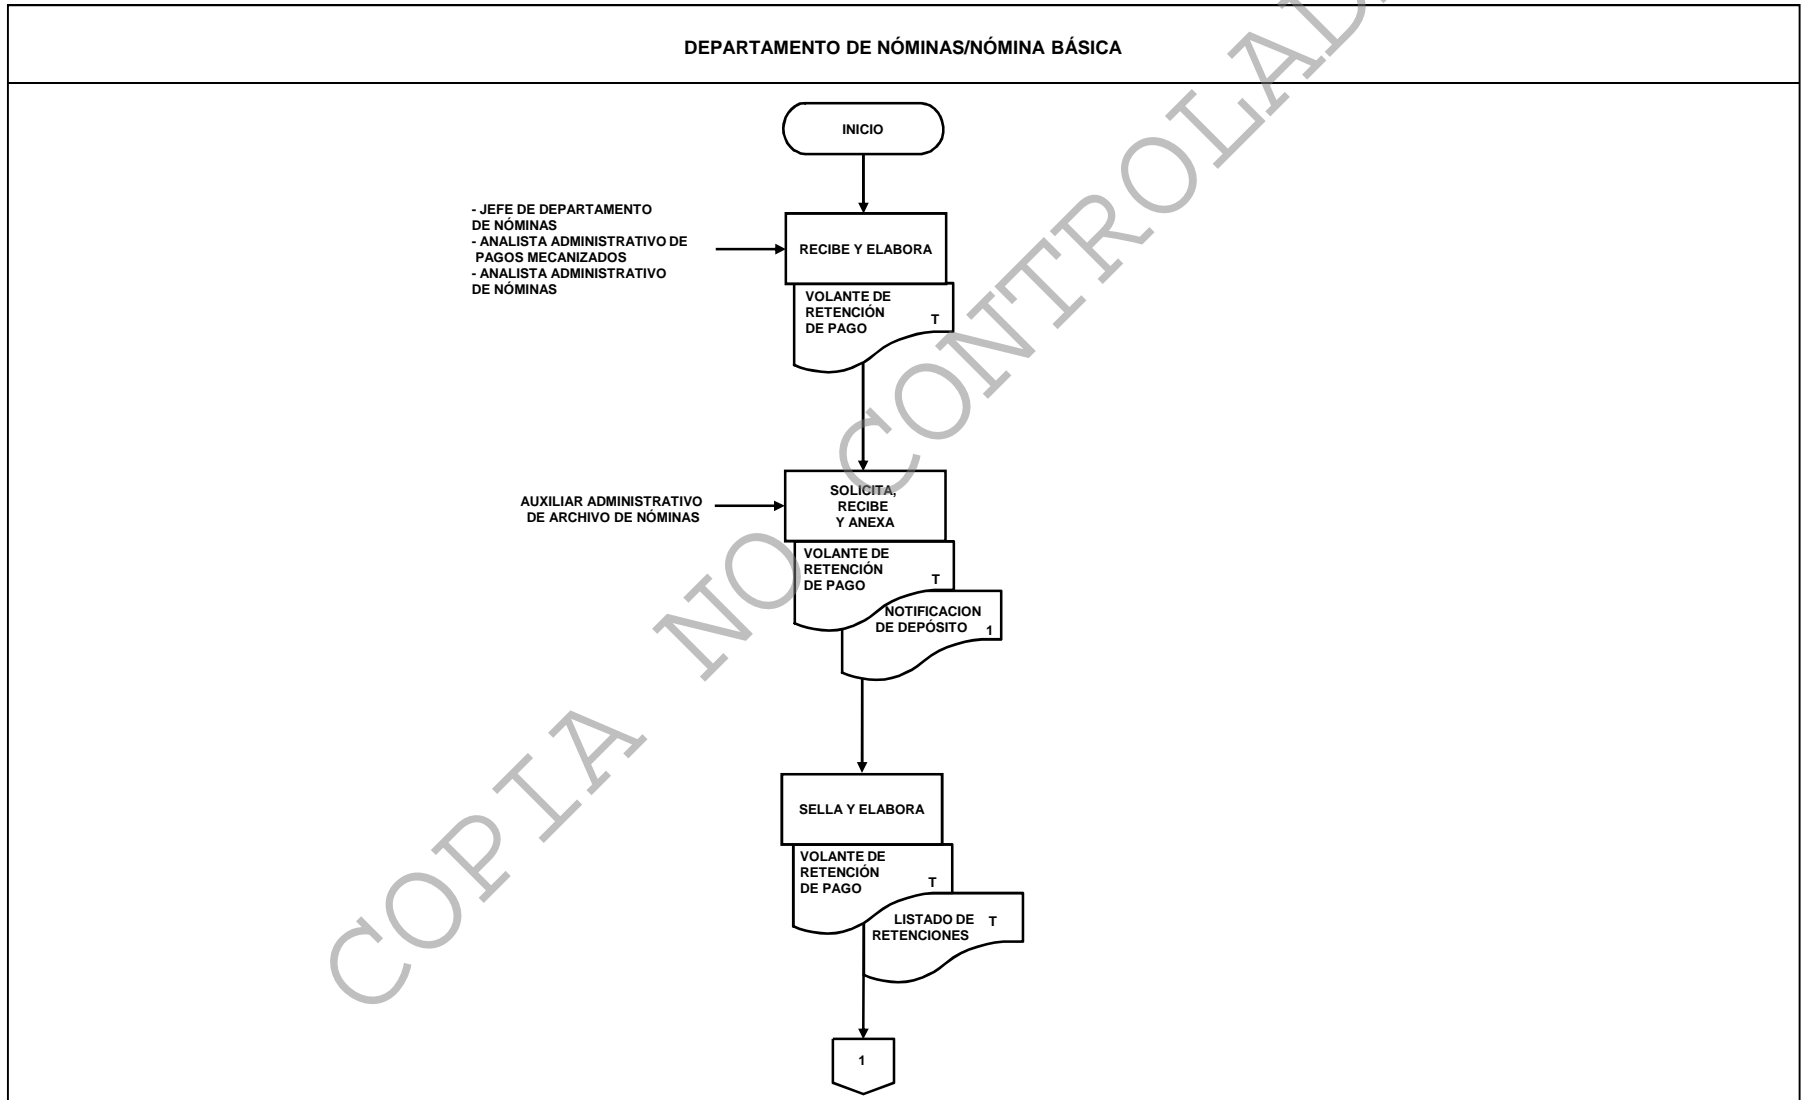 DEPARTAMENTO DE NÓMINAS/NÓMINA BÁSICA
INICIO
- JEFE DE DEPARTAMENTO
DE NÓMINAS
- ANALISTA ADMINISTRATIVO DE
PAGOS MECANIZADOS
- ANALISTA ADMINISTRATIVO
DE NÓMINAS
RECIBE Y ELABORA
VOLANTE DE
RETENCIÓN
DE PAGO T
AUXILIAR ADMINISTRATIVO
DE ARCHIVO DE NÓMINAS
SOLICITA,
RECIBE
Y ANEXA
VOLANTE DE
RETENCIÓN
DE PAGO T
NOTIFICACION
DE DEPÓSITO 1
SELLA Y ELABORA
VOLANTE DE
RETENCIÓN
DE PAGO T
LISTADO DE T
RETENCIONES
1
COPIA NO CONTROLAD